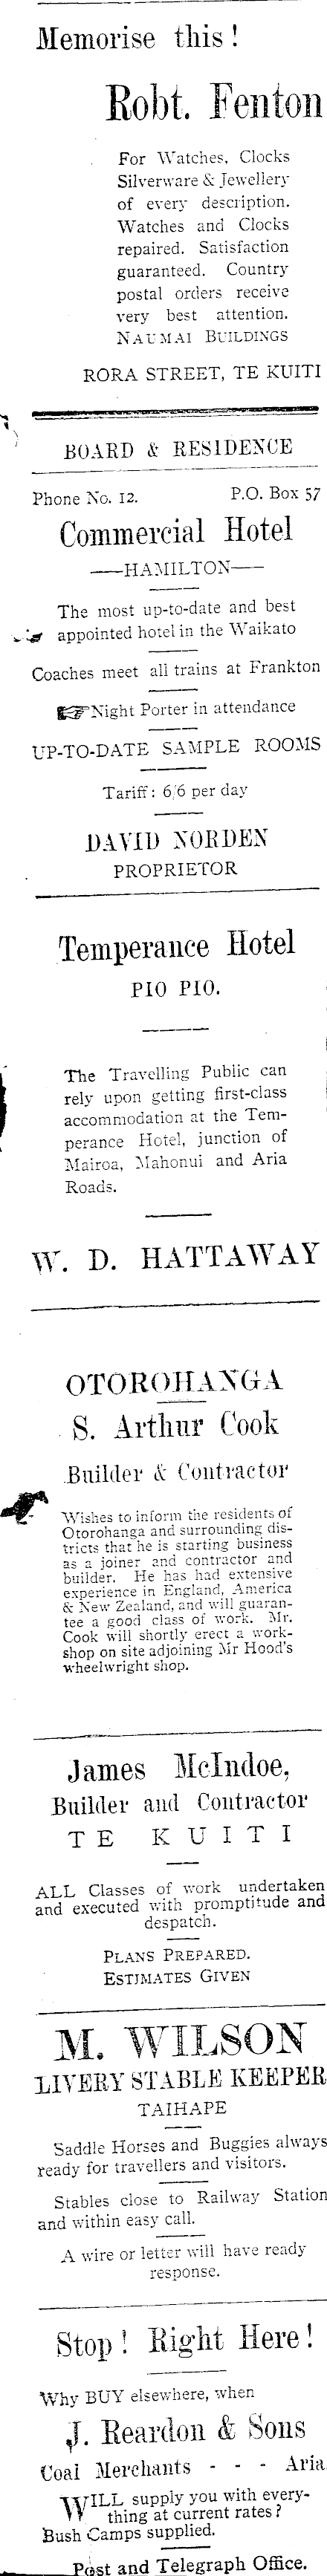 Memorise this!
Robt. Fenton
For Watches, Clocks
Silverware & Jewellery
of every description.
Watches and Clocks
repaired. Satisfaction
guaranteed. Country
postal orders receive
very best attention.
NAUMAI BUILDINGS
RORA STREET, TE KUITI
BOARD & RESIDENCE
Phone No. 12. P.O. Box 57
Commercial Hotel
—HAMILTON—
The most up-to-date and best
appointed hotel in the Waikato
Coaches meet all trains at Frankton
☞Night Porter in attendance
UP-TO-DATE SAMPLE ROOMS
Tariff: 6/6 per day
DAVID NORDEN
PROPRIETOR
Temperance Hotel
PIO PIO.
The Travelling Public can
rely upon getting first-class
accommodation at the Tem-
perance Hotel, junction of
Mairoa, Mahonui and Aria
Roads.
W. D. HATTAWAY
OTOROHANGA
S. Arthur Cook
Builder & Contractor
Wishes to inform the residents of
Otorohanga and surrounding dis-
tricts that he is starting business
as a joiner and contractor and
builder. He has had extensive
experience in England, America
& New Zealand, and will guaran-
tee a good class of work. Mr.
Cook will shortly erect a work-
shop on site adjoining Mr Hood's
wheelwright shop.
James McIndoe,
Builder and Contractor
TE KUITI
ALL Classes of work undertaken
and executed with promptitude and
despatch.
PLANS PREPARED.
ESTIMATES GIVEN
M. WILSON
LIVERY STABLE KEEPER
TAIHAPE
Saddle Horses and Buggies always
ready for travellers and visitors.
Stables close to Railway Station
and within easy call.
A wire or letter will have ready
response.
Stop! Right Here!
Why BUY elsewhere, when
J. Reardon & Sons
Coal Merchants - - - Aria
WILL supply you with every-
thing at current rates?
Bush Camps supplied.
Post and Telegraph Office.